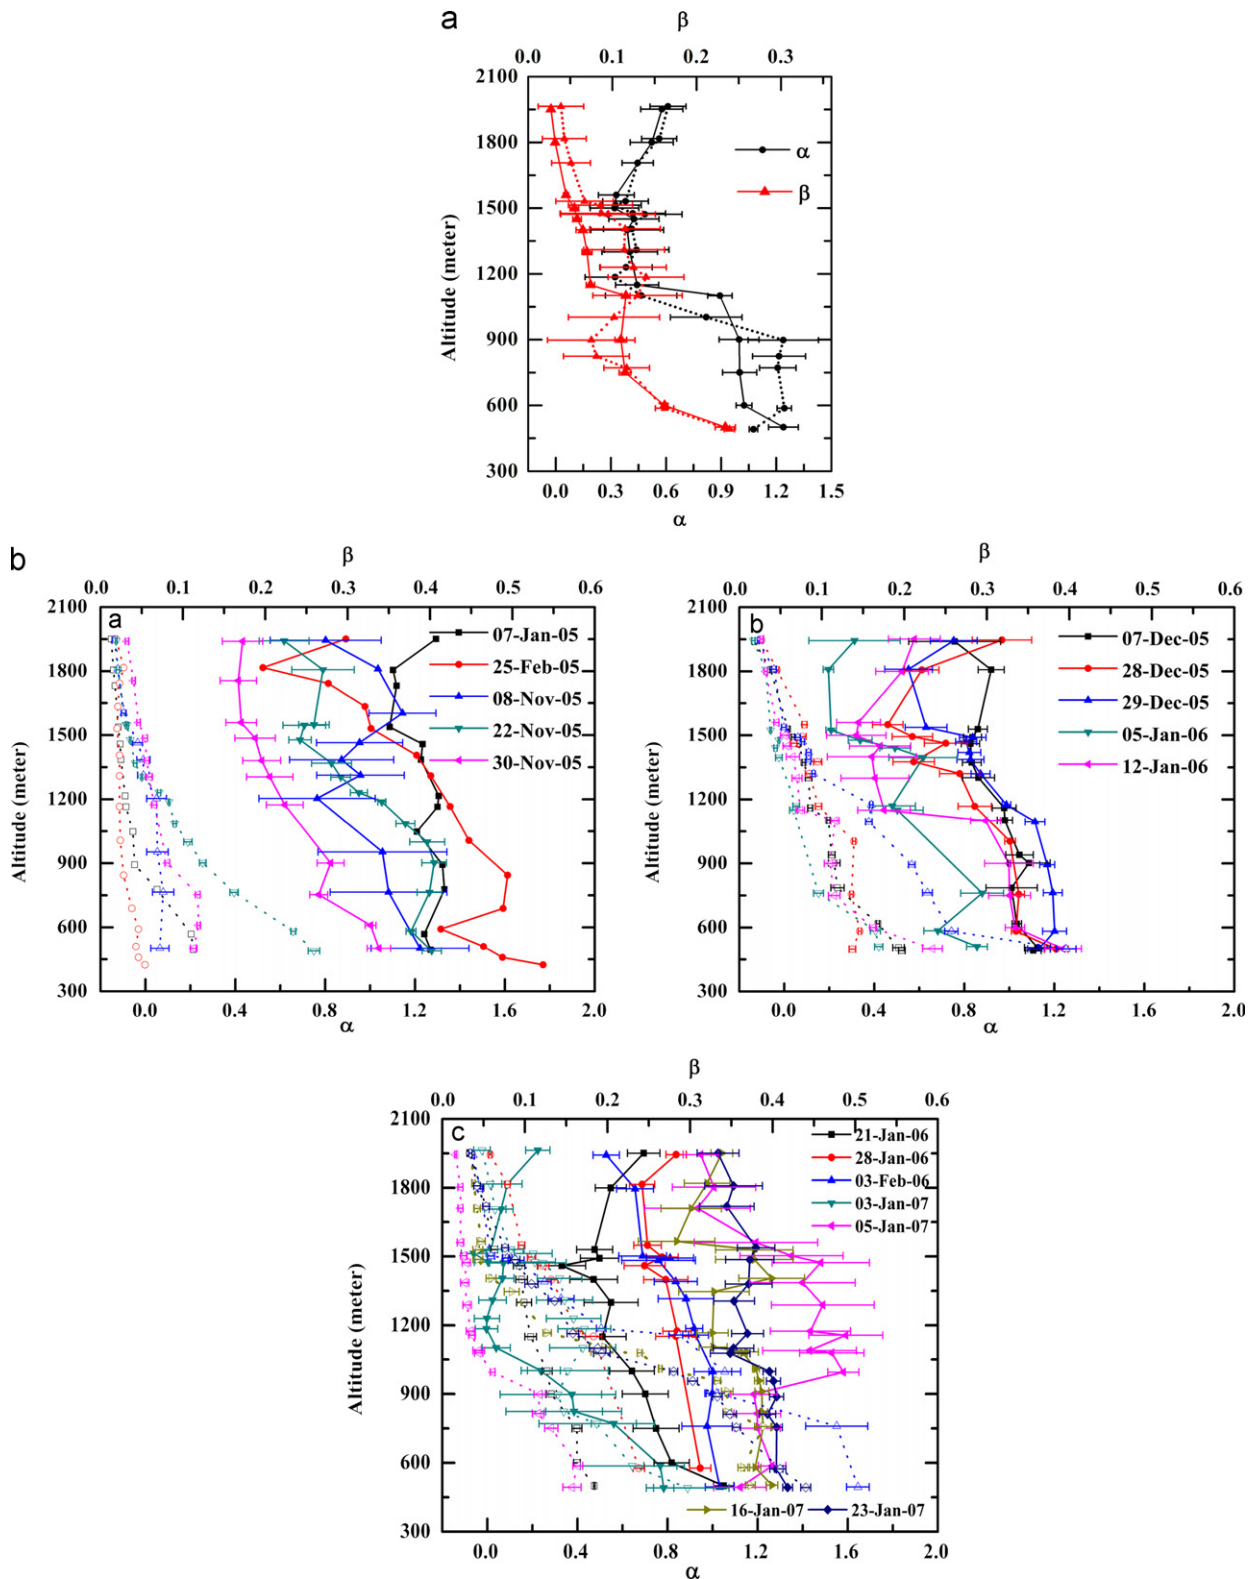 a
β
0.0 0.1 0.2 0.3
2100
1800
1500
1200
900
600
300
Altitude (meter)
α
β
0.0 0.3 0.6 0.9 1.2 1.5
α
b
β
0.0 0.1 0.2 0.3 0.4 0.5 0.6
2100
1800
1500
1200
900
600
300
Altitude (meter)
a
07-Jan-05
25-Feb-05
08-Nov-05
22-Nov-05
30-Nov-05
0.0 0.4 0.8 1.2 1.6 2.0
α
β
0.0 0.1 0.2 0.3 0.4 0.5 0.6
2100
1800
1500
1200
900
600
300
Altitude (meter)
b
07-Dec-05
28-Dec-05
29-Dec-05
05-Jan-06
12-Jan-06
0.0 0.4 0.8 1.2 1.6 2.0
α
β
0.0 0.1 0.2 0.3 0.4 0.5 0.6
2100
1800
1500
1200
900
600
300
Altitude (meter)
c
21-Jan-06
28-Jan-06
03-Feb-06
03-Jan-07
05-Jan-07
16-Jan-07 23-Jan-07
0.0 0.4 0.8 1.2 1.6 2.0
α